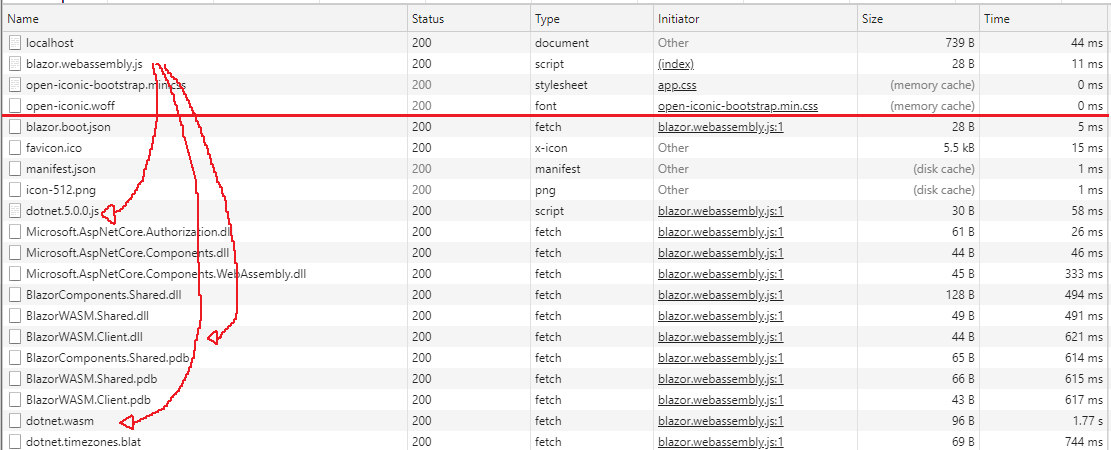 Name Status Type Initiator Size Time
localhost 200 document Other 739 B 44 ms
blazor.webassembly.js 200 script (index) 28 B 11 ms
open-iconic-bootstrap.min.css 200 stylesheet app.css (memory cache) 0 ms
open-iconic.woff 200 font open-iconic-bootstrap.min.css (memory cache) 0 ms
blazor.boot.json 200 fetch blazor.webassembly.js:1 28 B 5 ms
favicon.ico 200 x-icon Other 5.5 kB 15 ms
manifest.json 200 manifest Other (disk cache) 1 ms
icon-512.png 200 png Other (disk cache) 1 ms
dotnet.5.0.0.js 200 script blazor.webassembly.js:1 30 B 58 ms
Microsoft.AspNetCore.Authorization.dll 200 fetch blazor.webassembly.js:1 61 B 26 ms
Microsoft.AspNetCore.Components.dll 200 fetch blazor.webassembly.js:1 44 B 46 ms
Microsoft.AspNetCore.Components.WebAssembly.dll 200 fetch blazor.webassembly.js:1 45 B 333 ms
BlazorComponents.Shared.dll 200 fetch blazor.webassembly.js:1 128 B 494 ms
BlazorWASM.Shared.dll 200 fetch blazor.webassembly.js:1 49 B 491 ms
BlazorWASM.Client.dll 200 fetch blazor.webassembly.js:1 44 B 621 ms
BlazorComponents.Shared.pdb 200 fetch blazor.webassembly.js:1 65 B 614 ms
BlazorWASM.Shared.pdb 200 fetch blazor.webassembly.js:1 66 B 615 ms
BlazorWASM.Client.pdb 200 fetch blazor.webassembly.js:1 43 B 617 ms
dotnet.wasm 200 fetch blazor.webassembly.js:1 96 B 1.77 s
dotnet.timezones.blat 200 fetch blazor.webassembly.js:1 69 B 744 ms